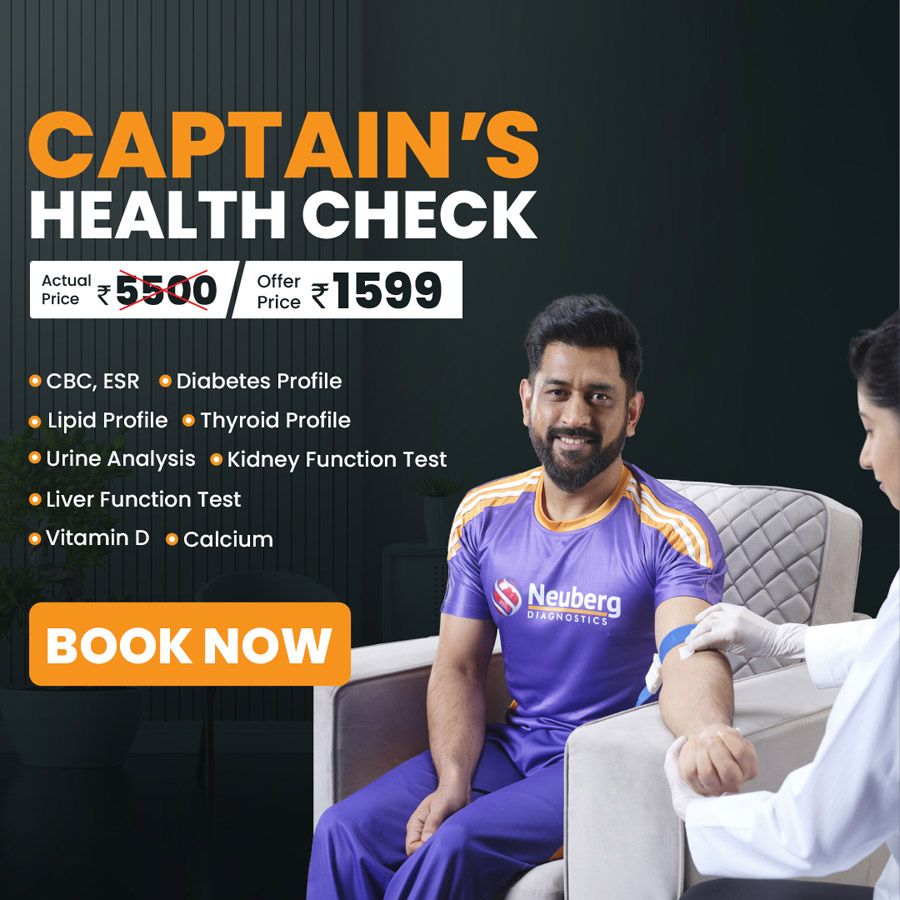 CAPTAIN'S
HEALTH CHECK
Actual Price ₹5500 / Offer Price ₹1599
CBC, ESR Diabetes Profile
Lipid Profile Thyroid Profile
Urine Analysis Kidney Function Test
Liver Function Test
Vitamin D Calcium
Neuberg
DIAGNOSTICS
BOOK NOW